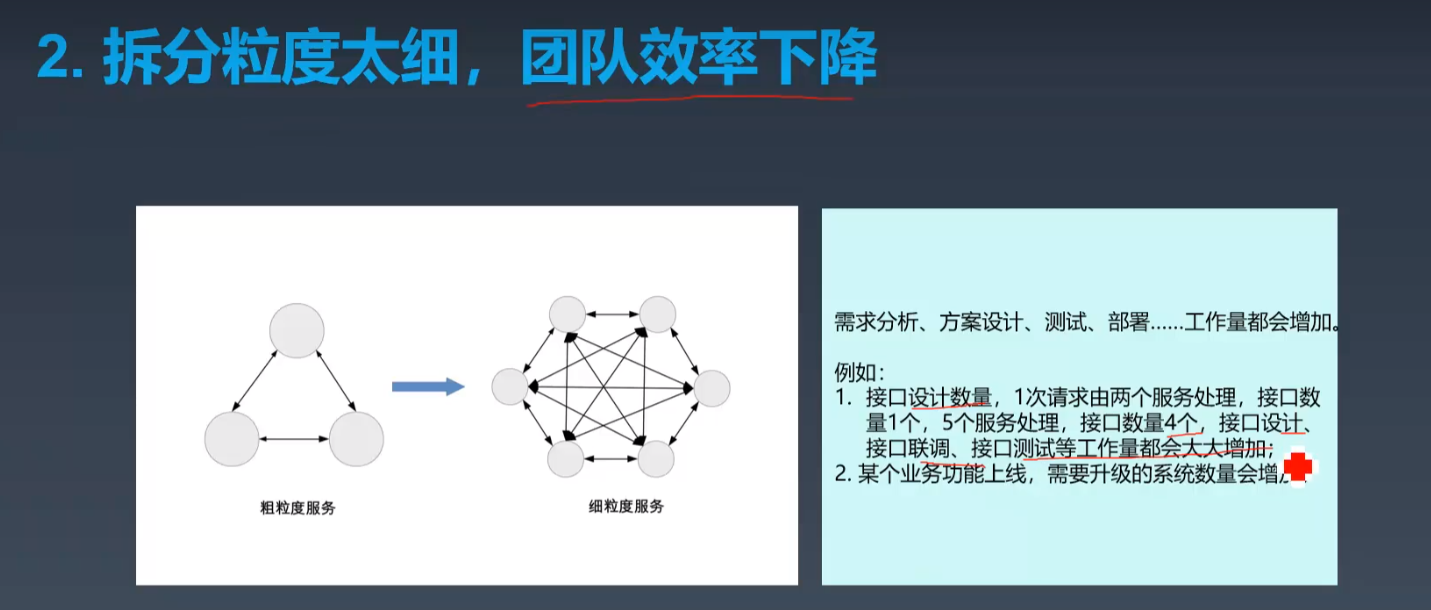 2. 拆分粒度太细，团队效率下降
粗粒度服务
细粒度服务
需求分析、方案设计、测试、部署……工作量都会增加。
例如：
1. 接口设计数量，1次请求由两个服务处理，接口数
量1个，5个服务处理，接口数量4个，接口设计、
接口联调、接口测试等工作量都会大大增加；
2. 某个业务功能上线，需要升级的系统数量会增